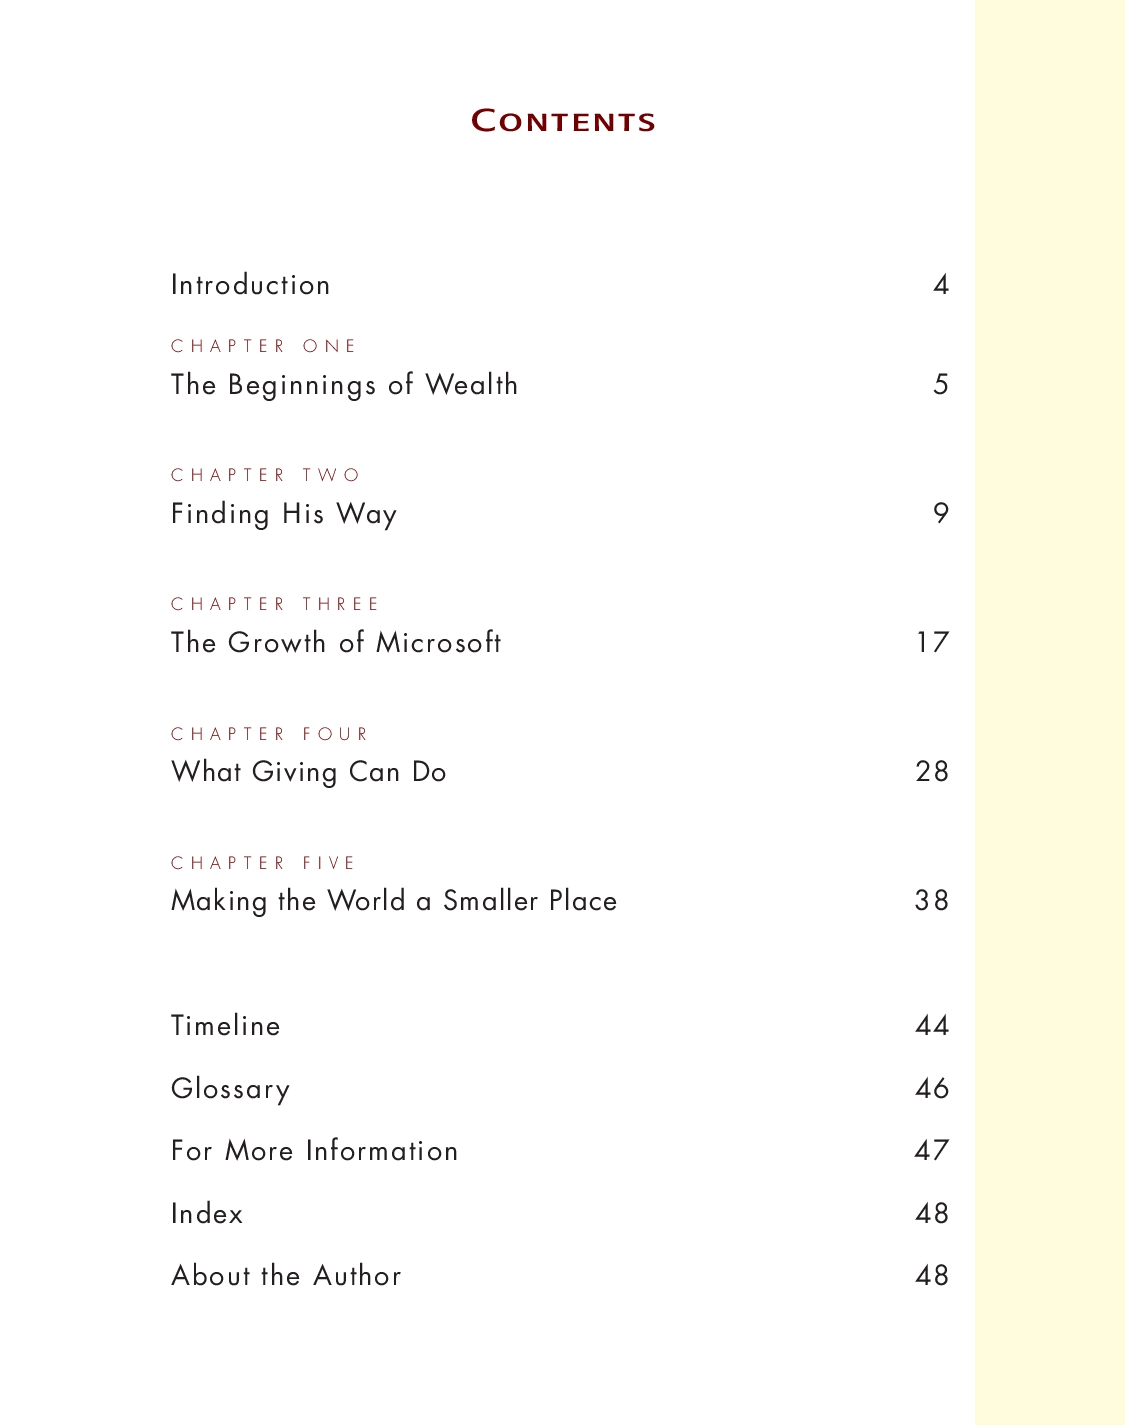 CONTENTS
Introduction 4
CHAPTER ONE
The Beginnings of Wealth 5
CHAPTER TWO
Finding His Way 9
CHAPTER THREE
The Growth of Microsoft 17
CHAPTER FOUR
What Giving Can Do 28
CHAPTER FIVE
Making the World a Smaller Place 38
Timeline 44
Glossary 46
For More Information 47
Index 48
About the Author 48